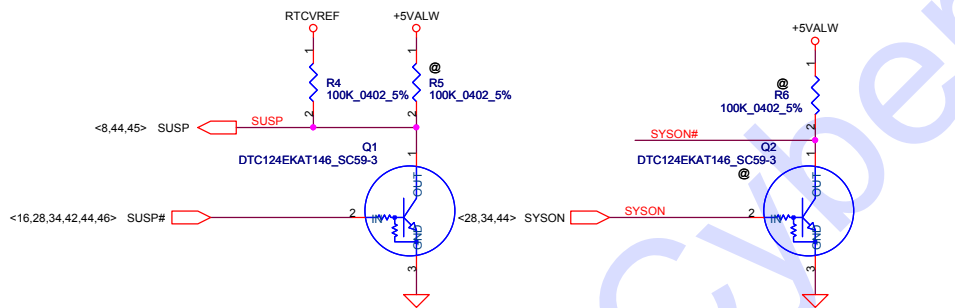 RTCVREF
+5VALW
+5VALW
1
1
1
@
@
R4
R5
R6
100K_0402_5%
100K_0402_5%
100K_0402_5%
2
2
2
<8,44,45> SUSP
SUSP
SYSON#
Q1
1
Q2
1
DTC124EKAT146_SC59-3
DTC124EKAT146_SC59-3
@
OUT
OUT
<16,28,34,42,44,46> SUSP#
2
IN
<28,34,44> SYSON
SYSON
2
IN
GND
GND
3
3
Cyber